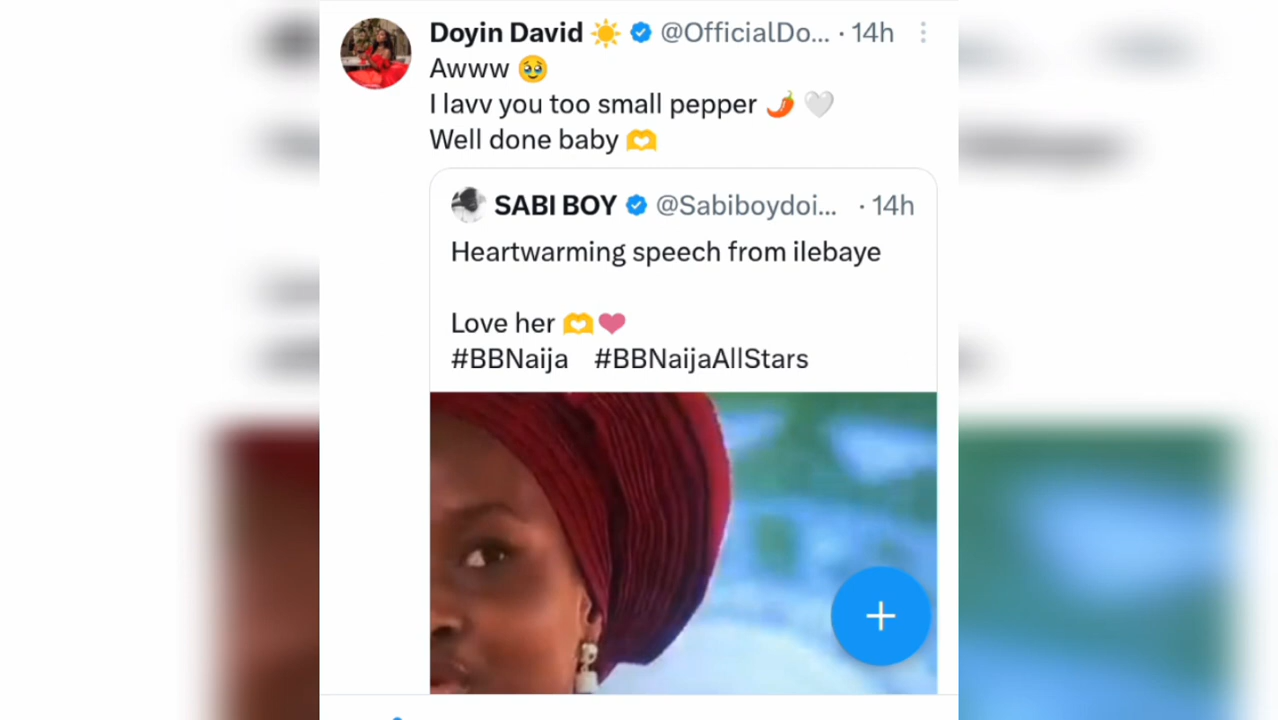 Doyin David ☀️ @OfficialDo... · 14h
Awww 🥹
I lavv you too small pepper 🌶️ 🤍
Well done baby 🫶
SABI BOY @Sabiboydoi... · 14h
Heartwarming speech from ilebaye
Love her 🫶❤️
#BBNaija #BBNaijaAllStars